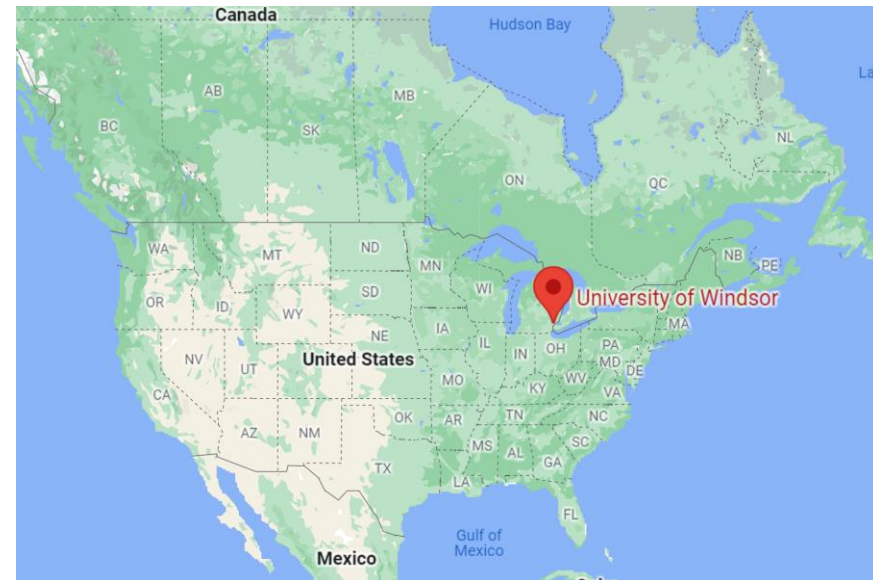 Canada
Hudson Bay
AB
MB
BC
SK
NL
ON
QC
WA
MT
ND
MN
NB
PE
OR
ID
SD
WI
University of Windsor
WY
MA
NE
IA
IL
IN
OH
PA
NV
UT
United States
MD
DE
MO
KY
WV
VA
CA
OK
AR
TN
NC
AZ
NM
MS
AL
SC
GA
TX
LA
FL
Gulf of
Mexico
Mexico